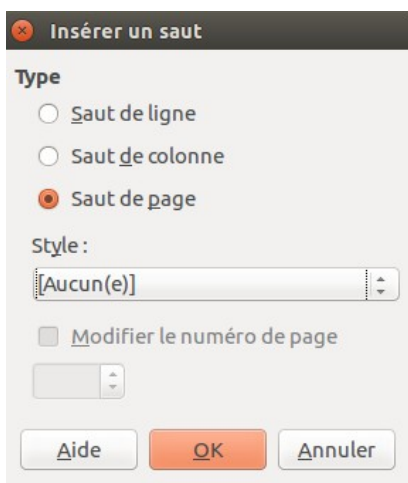 Insérer un saut
Type
Saut de ligne
Saut de colonne
Saut de page
Style :
[Aucun(e)]
Modifier le numéro de page
Aide OK Annuler